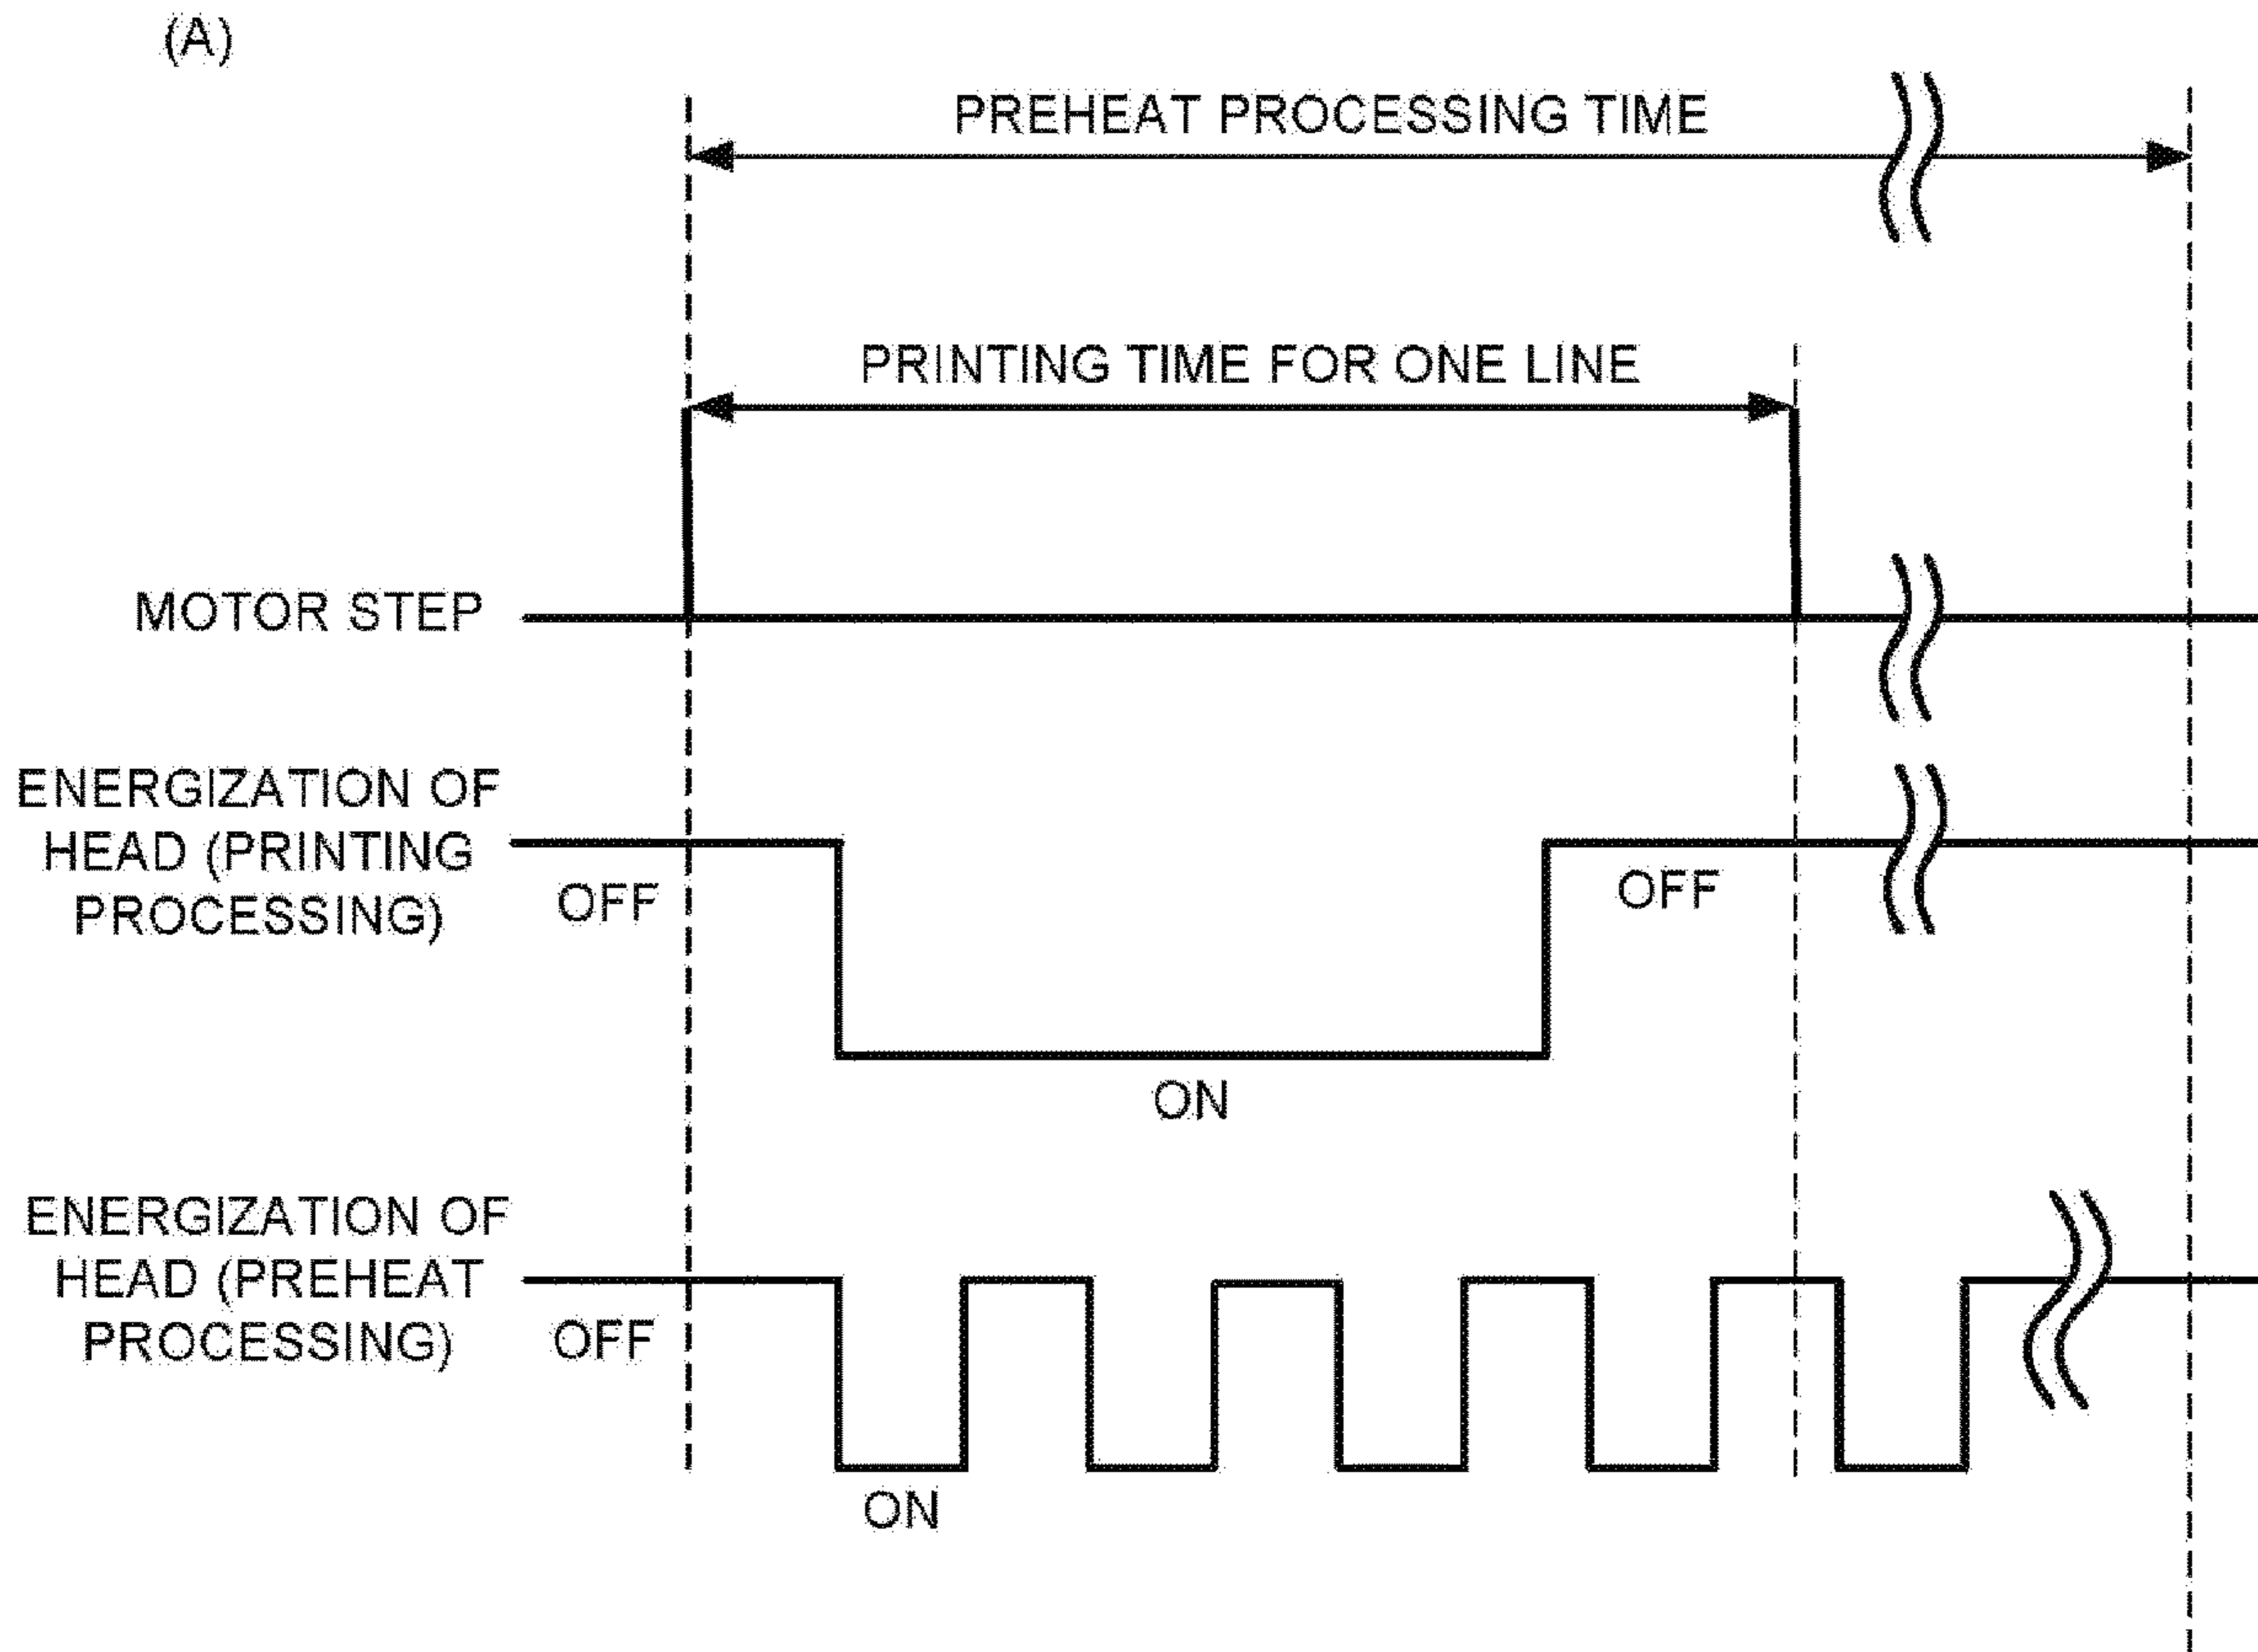 (A)
PREHEAT PROCESSING TIME
PRINTING TIME FOR ONE LINE
MOTOR STEP
ENERGIZATION OF
HEAD (PRINTING
PROCESSING)
OFF
OFF
ON
ENERGIZATION OF
HEAD (PREHEAT
PROCESSING)
OFF
ON